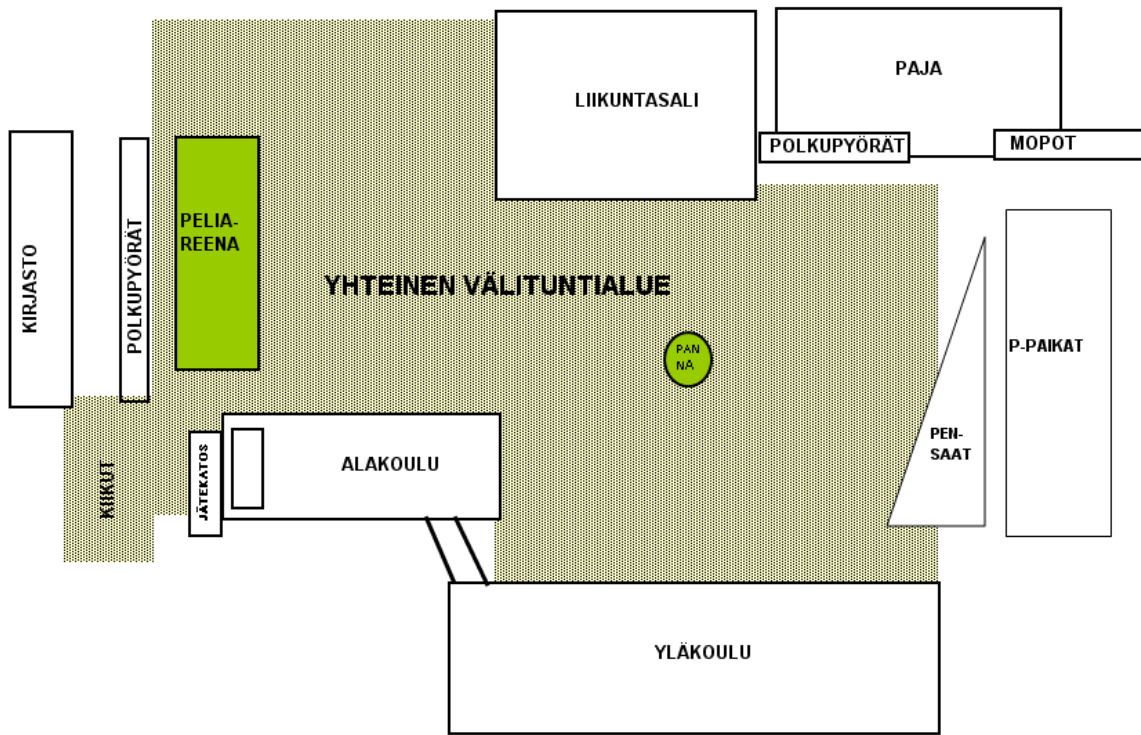 PAJA
LIIKUNTASALI
POLKUPYÖRÄT
MOPOT
KIRJASTO
POLKUPYÖRÄT
PELIA-
REENA
YHTEINEN VÄLITUNTIALUE
PAN
NA
P-PAIKAT
PEN-
SAAT
KIIKUT
JÄTEKATOS
ALAKOULU
YLÄKOULU